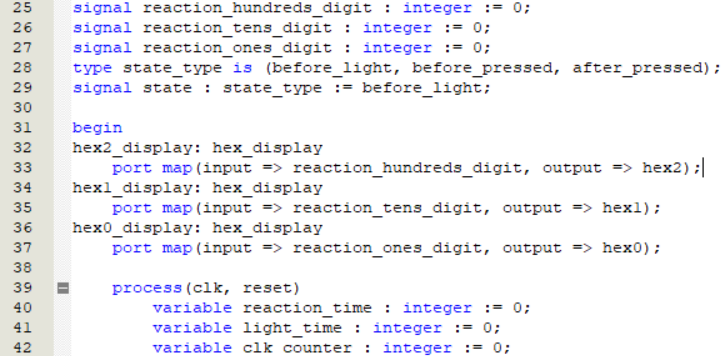 25 signal reaction_hundreds_digit : integer := 0;
26 signal reaction_tens_digit : integer := 0;
27 signal reaction_ones_digit : integer := 0;
28 type state_type is (before_light, before_pressed, after_pressed);
29 signal state : state_type := before_light;
30
31 begin
32 hex2_display: hex_display
33 port map(input => reaction_hundreds_digit, output => hex2);
34 hex1_display: hex_display
35 port map(input => reaction_tens_digit, output => hex1);
36 hex0_display: hex_display
37 port map(input => reaction_ones_digit, output => hex0);
38
39 process(clk, reset)
40 variable reaction_time : integer := 0;
41 variable light_time : integer := 0;
42 variable clk_counter : integer := 0;